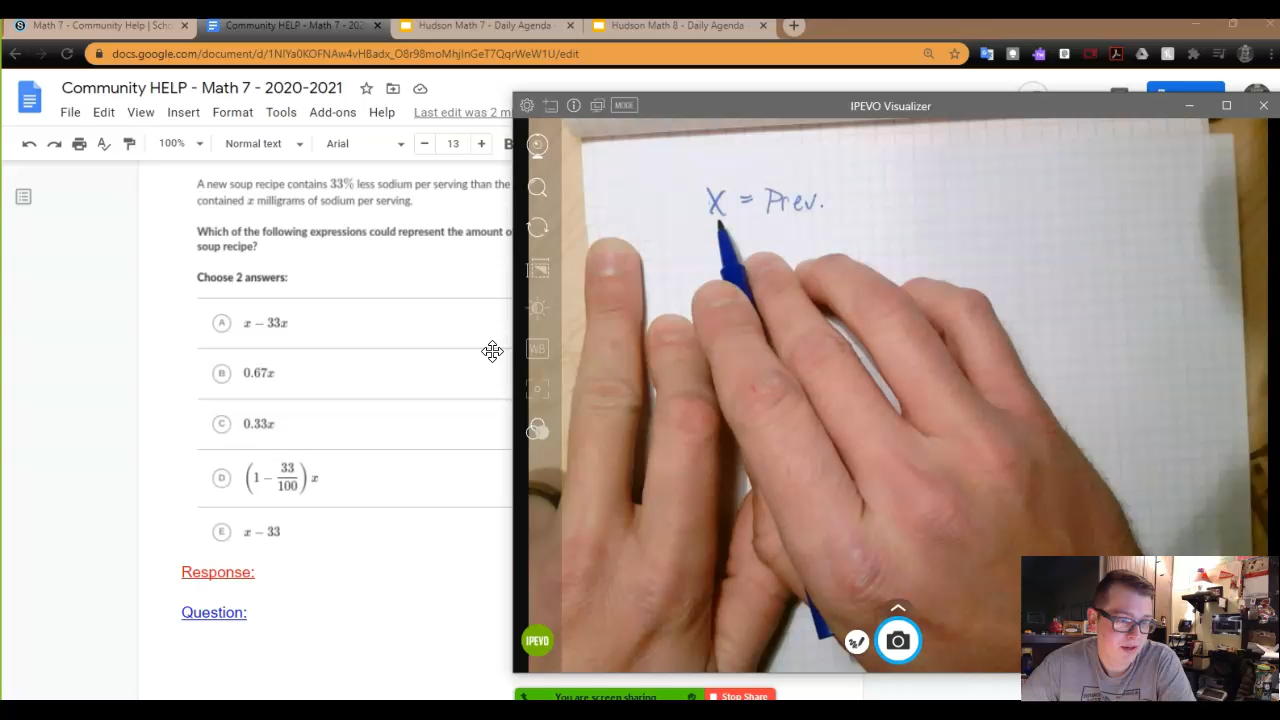 Math 7 - Community Help | Scho
Community HELP - Math 7 - 202
Hudson Math 7 - Daily Agenda
Hudson Math 8 - Daily Agenda
docs.google.com/document/d/1NIYa0KOFNAw4vHBadx_O8r98moMhjInGeT7QqrWeW1U/edit
Community HELP - Math 7 - 2020-2021
File Edit View Insert Format Tools Add-ons Help Last edit was 2 m
100% Normal text Arial 13 B
IPEVO Visualizer
MODE
A new soup recipe contains 33% less sodium per serving than the
contained x milligrams of sodium per serving.
Which of the following expressions could represent the amount o
soup recipe?
Choose 2 answers:
A x − 33x
B 0.67x
C 0.33x
D (1 − 33/100) x
E x − 33
Response:
Question:
X = Prev.
WB
IPEVO
You are screen sharing
Stop Share